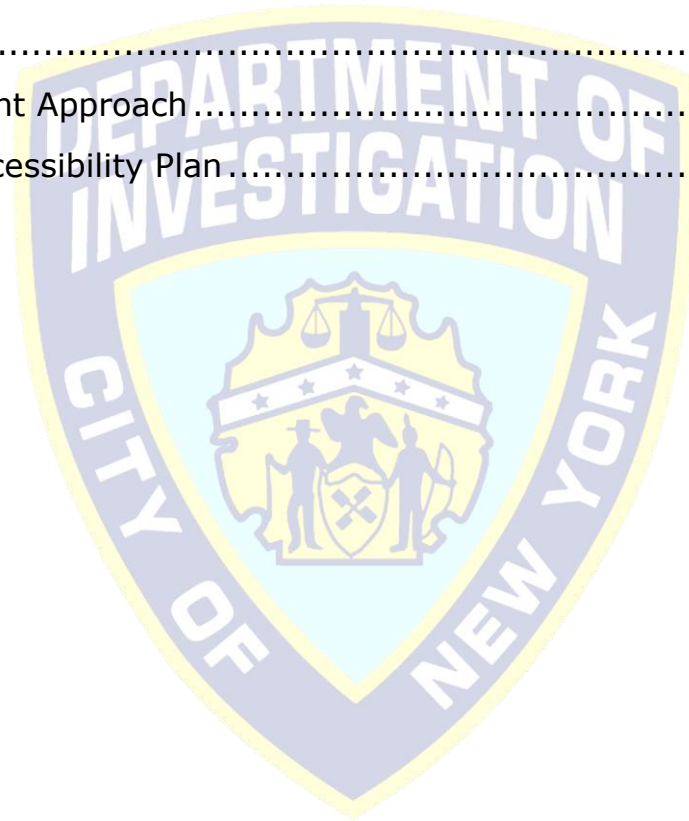 ....................................................................
nt Approach.................................................
cessibility Plan..............................................
DEPARTMENT OF
INVESTIGATION
CITY OF
NEW YORK